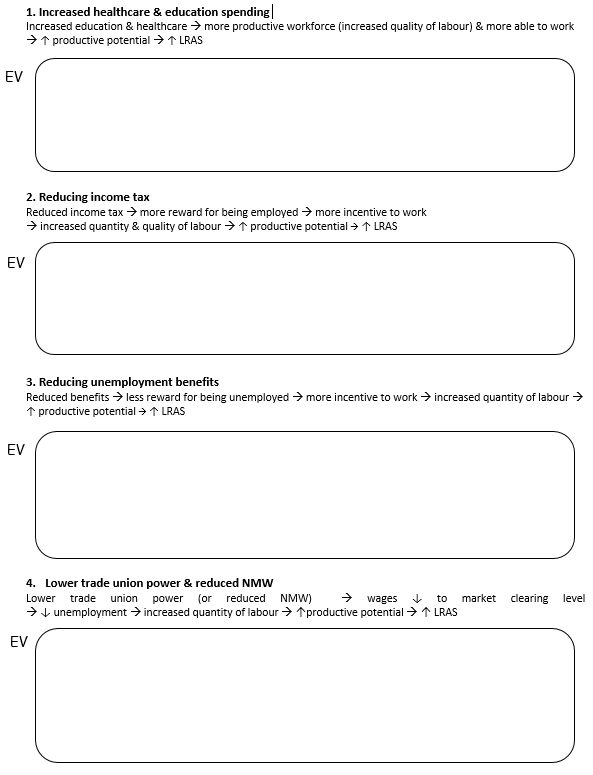 1. Increased healthcare & education spending
Increased education & healthcare → more productive workforce (increased quality of labour) & more able to work
→ ↑ productive potential → ↑ LRAS
EV
2. Reducing income tax
Reduced income tax → more reward for being employed → more incentive to work
→ increased quantity & quality of labour → ↑ productive potential → ↑ LRAS
EV
3. Reducing unemployment benefits
Reduced benefits → less reward for being unemployed → more incentive to work → increased quantity of labour →
↑ productive potential → ↑ LRAS
EV
4. Lower trade union power & reduced NMW
Lower trade union power (or reduced NMW) → wages ↓ to market clearing level
→ ↓ unemployment → increased quantity of labour → ↑productive potential → ↑ LRAS
EV